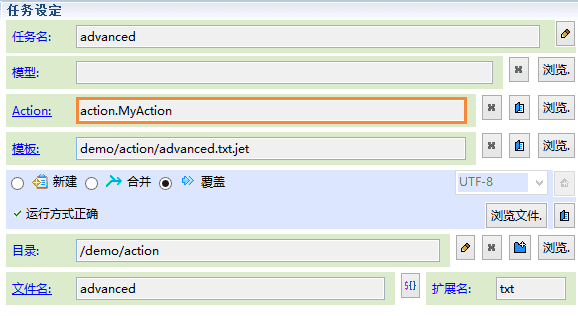 任务设定
任务名: advanced
模型: 浏览.
Action: action.MyAction 浏览.
模板: demo/action/advanced.txt.jet 浏览.
新建 合并 覆盖 UTF-8
运行方式正确 浏览文件.
目录: /demo/action 浏览.
文件名: advanced ${} 扩展名: txt